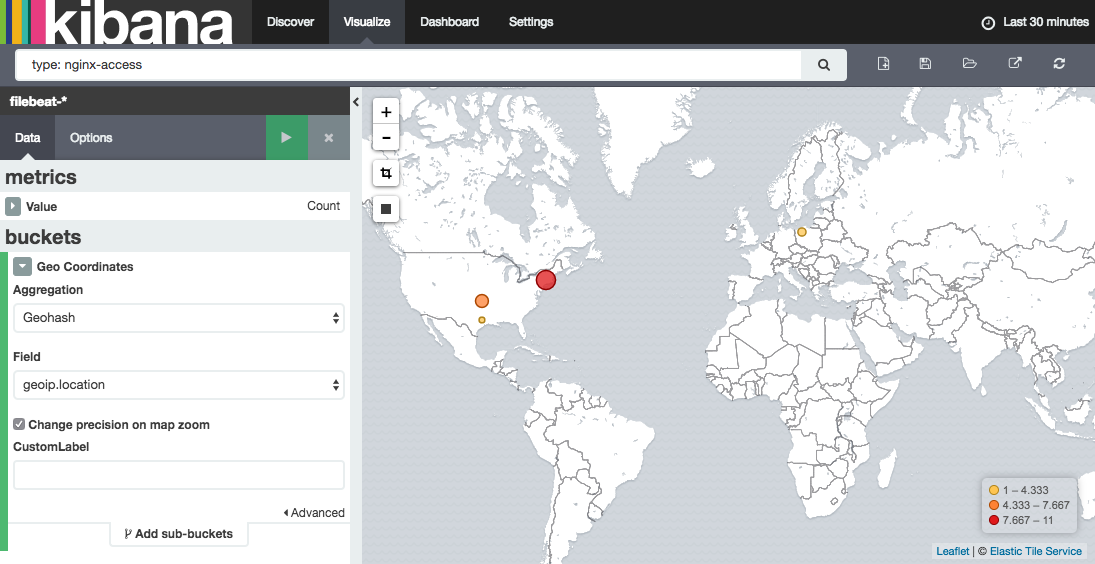 kibana Discover Visualize Dashboard Settings Last 30 minutes
type: nginx-access
filebeat-*
Data Options
metrics
Value Count
buckets
Geo Coordinates
Aggregation
Geohash
Field
geoip.location
Change precision on map zoom
CustomLabel
Advanced
Add sub-buckets
+
−
1 – 4.333
4.333 – 7.667
7.667 – 11
Leaflet | © Elastic Tile Service